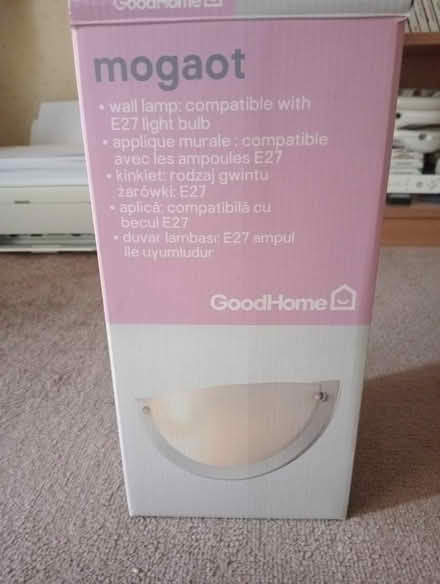 GoodHome
mogaot
• wall lamp: compatible with
E27 light bulb
• applique murale : compatible
avec les ampoules E27
• kinkiet: rodzaj gwintu
żarówki: E27
• aplică: compatibilă cu
becul E27
• duvar lambası: E27 ampul
ile uyumludur
GoodHome